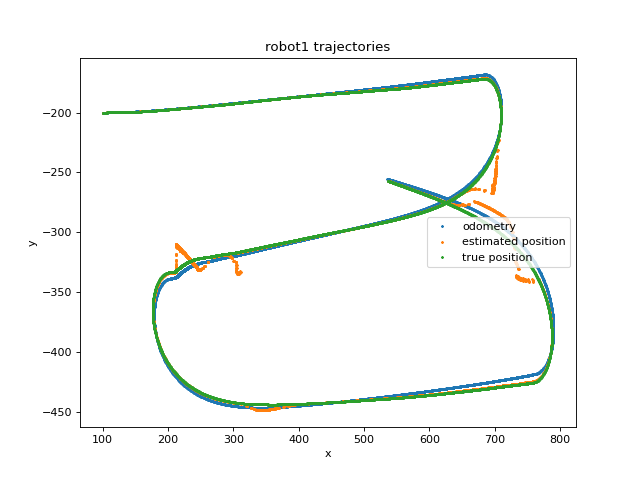 robot1 trajectories
−200
−250
−300
−350
−400
−450
y
odometry
estimated position
true position
100 200 300 400 500 600 700 800
x